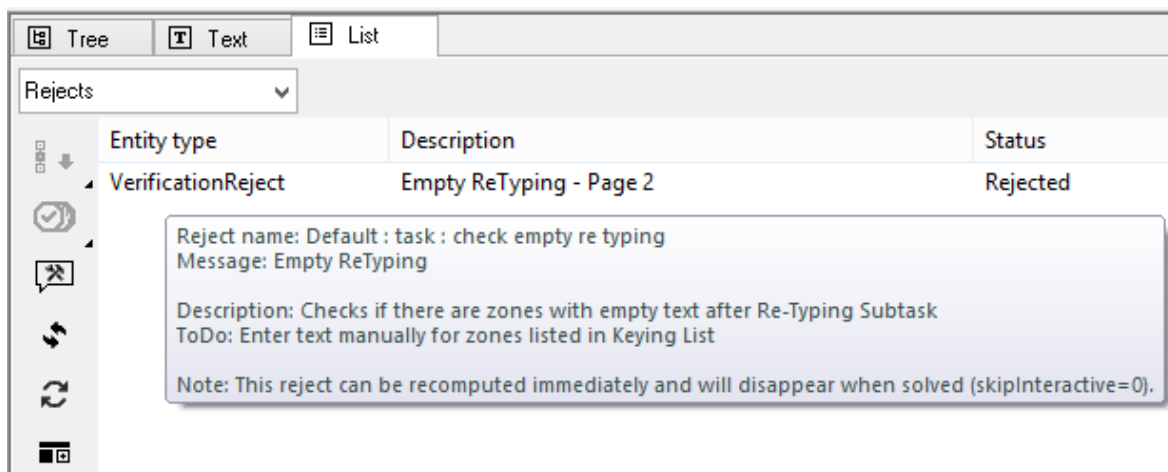 Tree Text List
Rejects
Entity type Description Status
VerificationReject Empty ReTyping - Page 2 Rejected
Reject name: Default : task : check empty re typing
Message: Empty ReTyping
Description: Checks if there are zones with empty text after Re-Typing Subtask
ToDo: Enter text manually for zones listed in Keying List
Note: This reject can be recomputed immediately and will disappear when solved (skipInteractive=0).